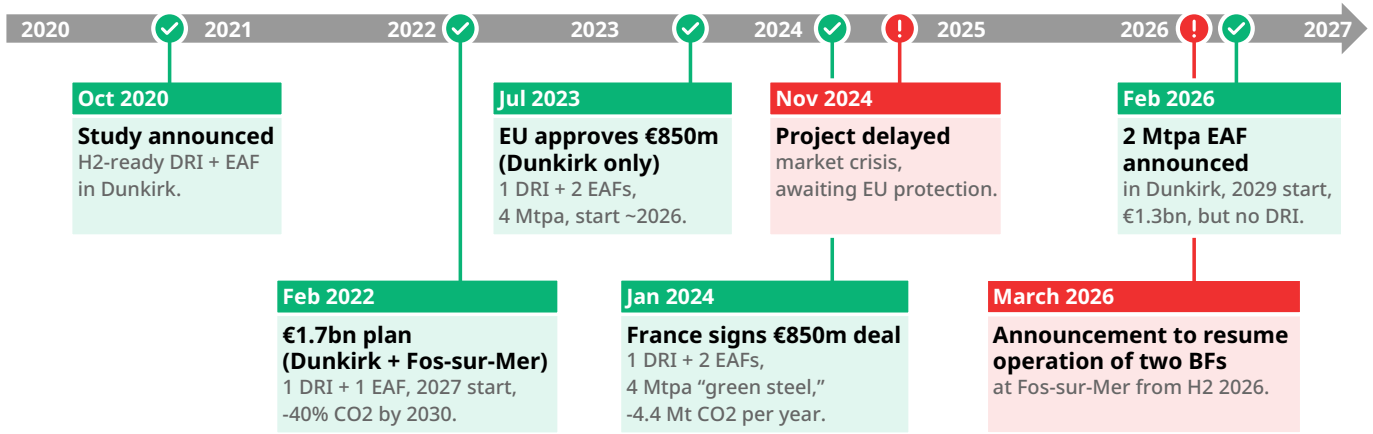 2020 2021 2022 2023 2024 2025 2026 2027
Oct 2020
Study announced
H2-ready DRI + EAF
in Dunkirk.
Feb 2022
€1.7bn plan
(Dunkirk + Fos-sur-Mer)
1 DRI + 1 EAF, 2027 start,
-40% CO2 by 2030.
Jul 2023
EU approves €850m
(Dunkirk only)
1 DRI + 2 EAFs,
4 Mtpa, start ~2026.
Jan 2024
France signs €850m deal
1 DRI + 2 EAFs,
4 Mtpa “green steel,”
-4.4 Mt CO2 per year.
Nov 2024
Project delayed
market crisis,
awaiting EU protection.
Feb 2026
2 Mtpa EAF
announced
in Dunkirk, 2029 start,
€1.3bn, but no DRI.
March 2026
Announcement to resume
operation of two BFs
at Fos-sur-Mer from H2 2026.